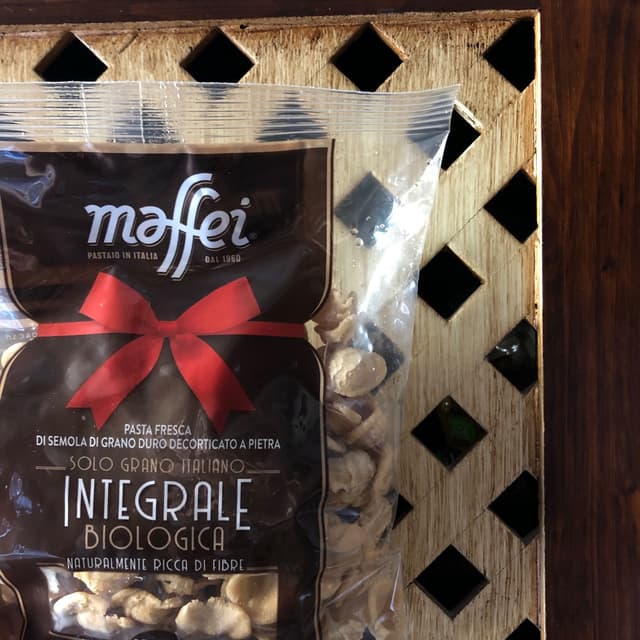 maffei
PASTAIO IN ITALIA DAL 1960
PASTA FRESCA
DI SEMOLA DI GRANO DURO DECORTICATO A PIETRA
SOLO GRANO ITALIANO
INTEGRALE
BIOLOGICA
NATURALMENTE RICCA DI FIBRE